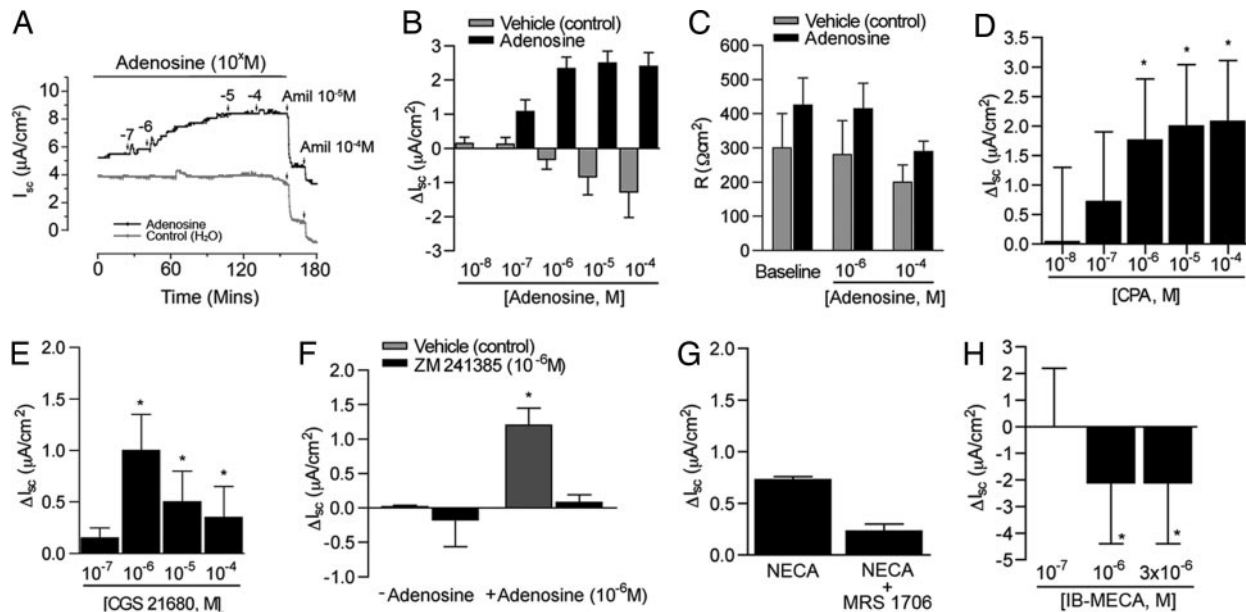 A
Adenosine (10ˣM)
-7
-6
-5
-4
Amil 10⁻⁵M
Amil 10⁻⁴M
Isc (µA/cm²)
10
8
6
4
2
0
Adenosine
Control (H₂O)
0
60
120
180
Time (Mins)
B
Vehicle (control)
Adenosine
ΔIsc (µA/cm²)
3
2
1
0
-1
-2
-3
10⁻⁸ 10⁻⁷ 10⁻⁶ 10⁻⁵ 10⁻⁴
[Adenosine, M]
C
Vehicle (control)
Adenosine
R (Ωcm²)
600
500
400
300
200
100
0
Baseline 10⁻⁶ 10⁻⁴
[Adenosine, M]
D
ΔIsc (µA/cm²)
3.5
3.0
2.5
2.0
1.5
1.0
0.5
0.0
* * *
10⁻⁸ 10⁻⁷ 10⁻⁶ 10⁻⁵ 10⁻⁴
[CPA, M]
E
ΔIsc (µA/cm²)
2.0
1.5
1.0
0.5
0.0
* * *
10⁻⁷ 10⁻⁶ 10⁻⁵ 10⁻⁴
[CGS 21680, M]
F
Vehicle (control)
ZM 241385 (10⁻⁶M)
ΔIsc (µA/cm²)
2.0
1.5
1.0
0.5
0.0
-0.5
-1.0
*
-Adenosine +Adenosine (10⁻⁶M)
G
ΔIsc (µA/cm²)
2.0
1.5
1.0
0.5
0.0
NECA
NECA
+
MRS 1706
H
ΔIsc (µA/cm²)
3
2
1
0
-1
-2
-3
-4
-5
* *
10⁻⁷ 10⁻⁶ 3x10⁻⁶
[IB-MECA, M]